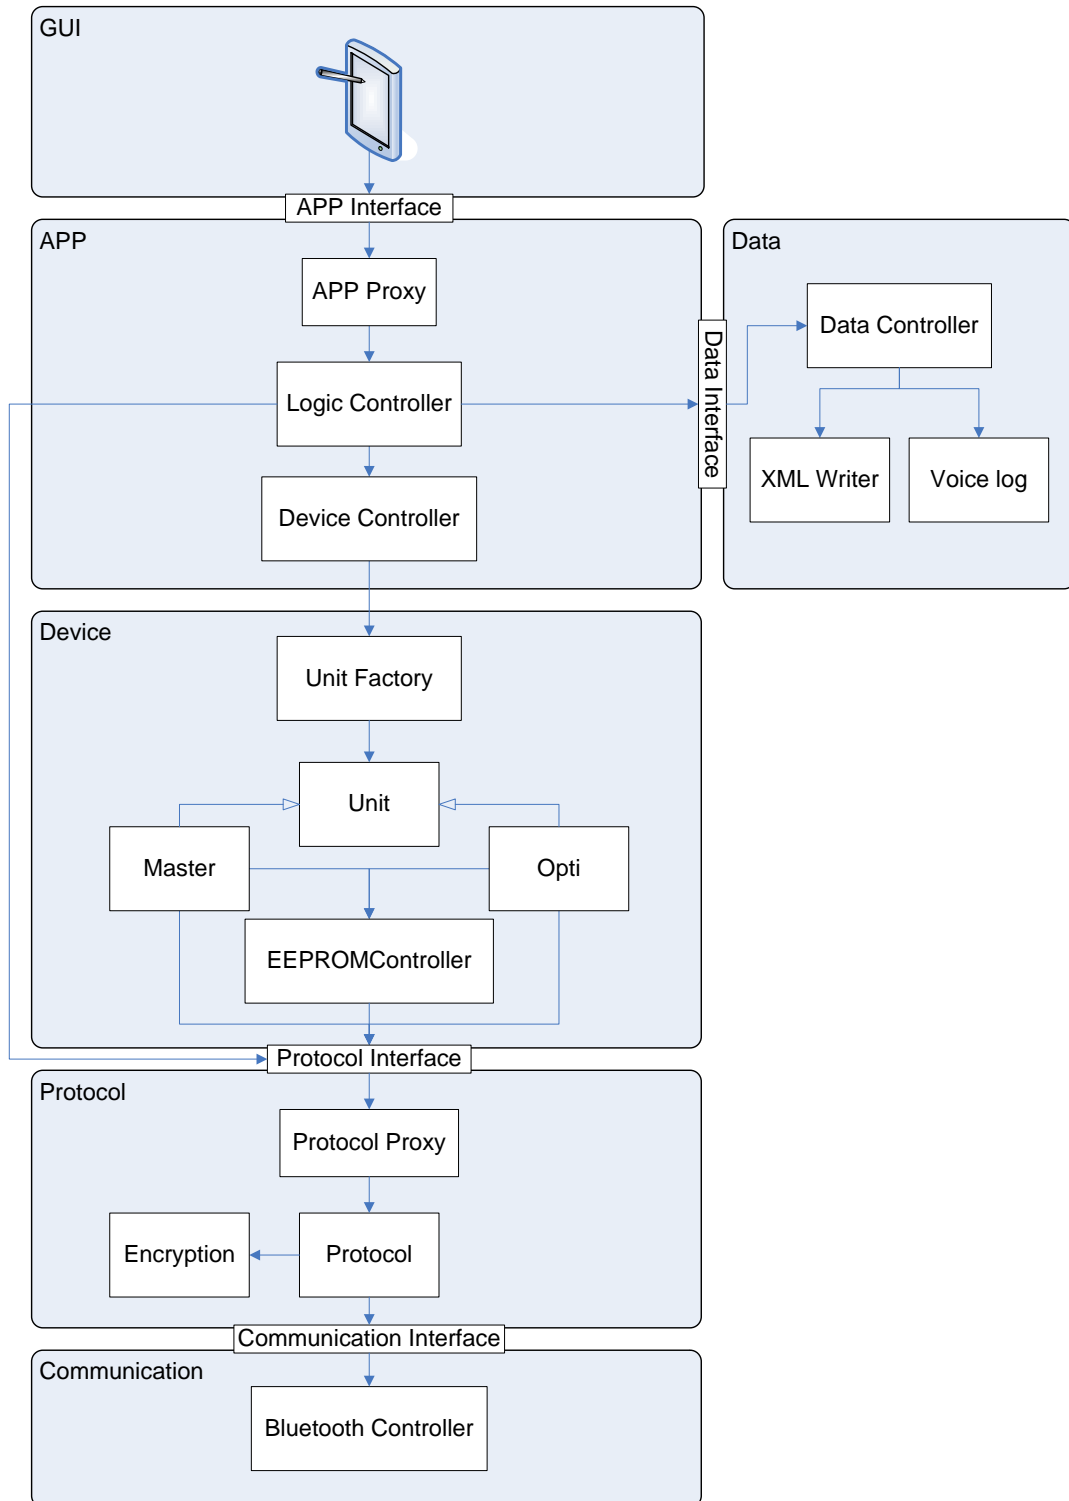 GUI
APP Interface
APP
Data
APP Proxy
Data Controller
Data Interface
Logic Controller
XML Writer
Voice log
Device Controller
Device
Unit Factory
Unit
Master
Opti
EEPROMController
Protocol Interface
Protocol
Protocol Proxy
Encryption
Protocol
Communication Interface
Communication
Bluetooth Controller